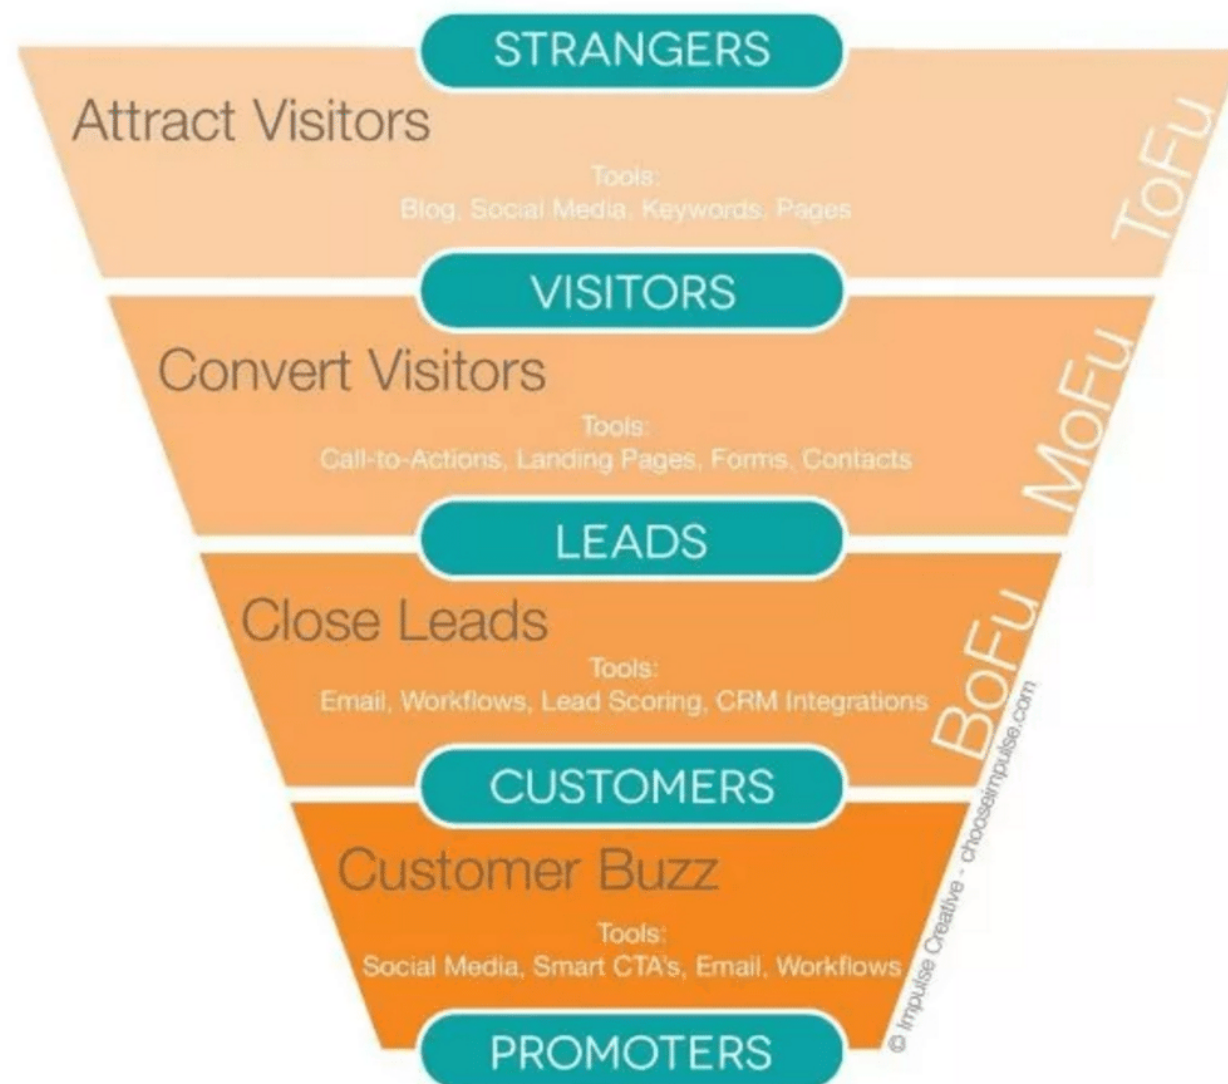 STRANGERS
Attract Visitors
Tools:
Blog, Social Media, Keywords, Pages
ToFu
VISITORS
Convert Visitors
Tools:
Call-to-Actions, Landing Pages, Forms, Contacts
MoFu
LEADS
Close Leads
Tools:
Email, Workflows, Lead Scoring, CRM Integrations
BoFu
CUSTOMERS
Customer Buzz
Tools:
Social Media, Smart CTA's, Email, Workflows
© Impulse Creative - chooseimpulse.com
PROMOTERS